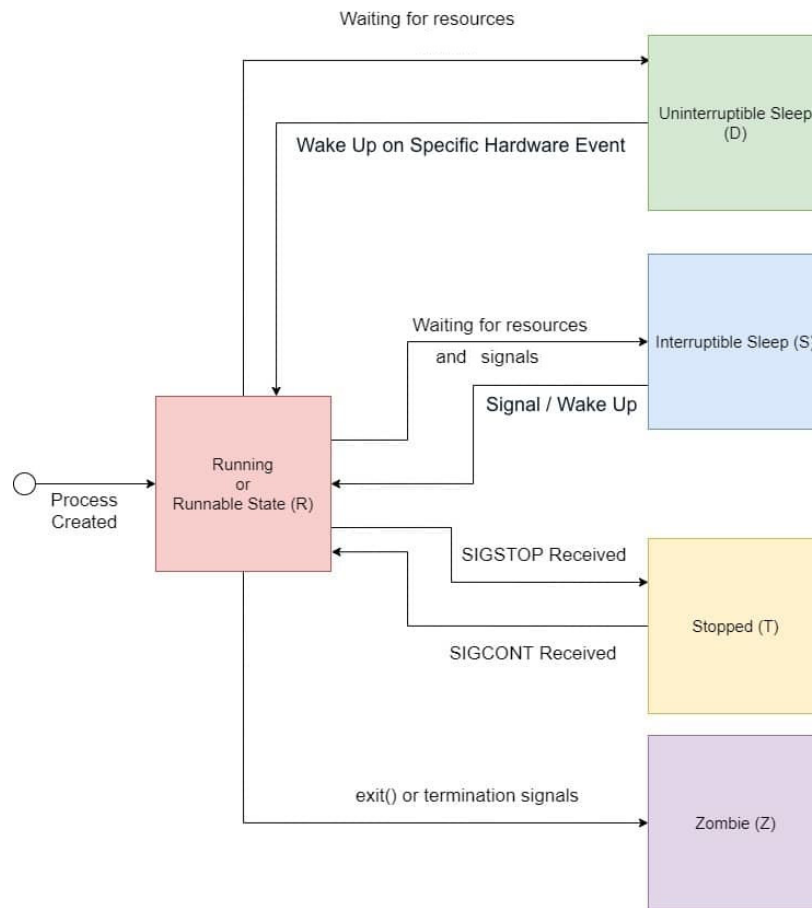 Waiting for resources
Uninterruptible Sleep
(D)
Wake Up on Specific Hardware Event
Waiting for resources
and signals
Interruptible Sleep (S)
Signal / Wake Up
Running
or
Runnable State (R)
Process
Created
SIGSTOP Received
Stopped (T)
SIGCONT Received
exit() or termination signals
Zombie (Z)